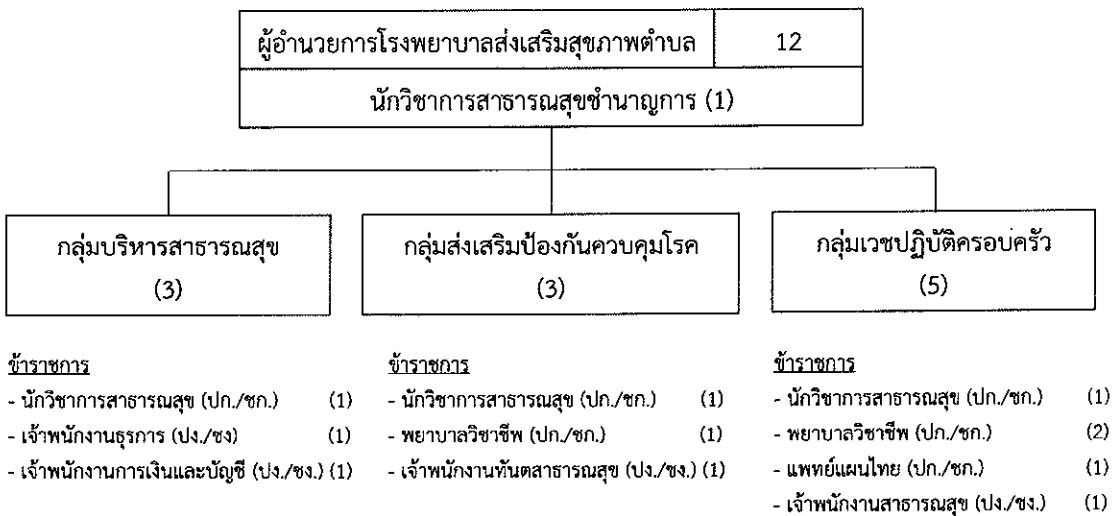 ผู้อำนวยการโรงพยาบาลส่งเสริมสุขภาพตำบล 12
นักวิชาการสาธารณสุขชำนาญการ (1)
กลุ่มบริหารสาธารณสุข
(3)
กลุ่มส่งเสริมป้องกันควบคุมโรค
(3)
กลุ่มเวชปฏิบัติครอบครัว
(5)
ข้าราชการ
- นักวิชาการสาธารณสุข (ปก./ชก.) (1)
- เจ้าพนักงานธุรการ (ปง./ชง) (1)
- เจ้าพนักงานการเงินและบัญชี (ปง./ชง.) (1)
ข้าราชการ
- นักวิชาการสาธารณสุข (ปก./ชก.) (1)
- พยาบาลวิชาชีพ (ปก./ชก.) (1)
- เจ้าพนักงานทันตสาธารณสุข (ปง./ชง.) (1)
ข้าราชการ
- นักวิชาการสาธารณสุข (ปก./ชก.) (1)
- พยาบาลวิชาชีพ (ปก./ชก.) (2)
- แพทย์แผนไทย (ปก./ชก.) (1)
- เจ้าพนักงานสาธารณสุข (ปง./ชง.) (1)